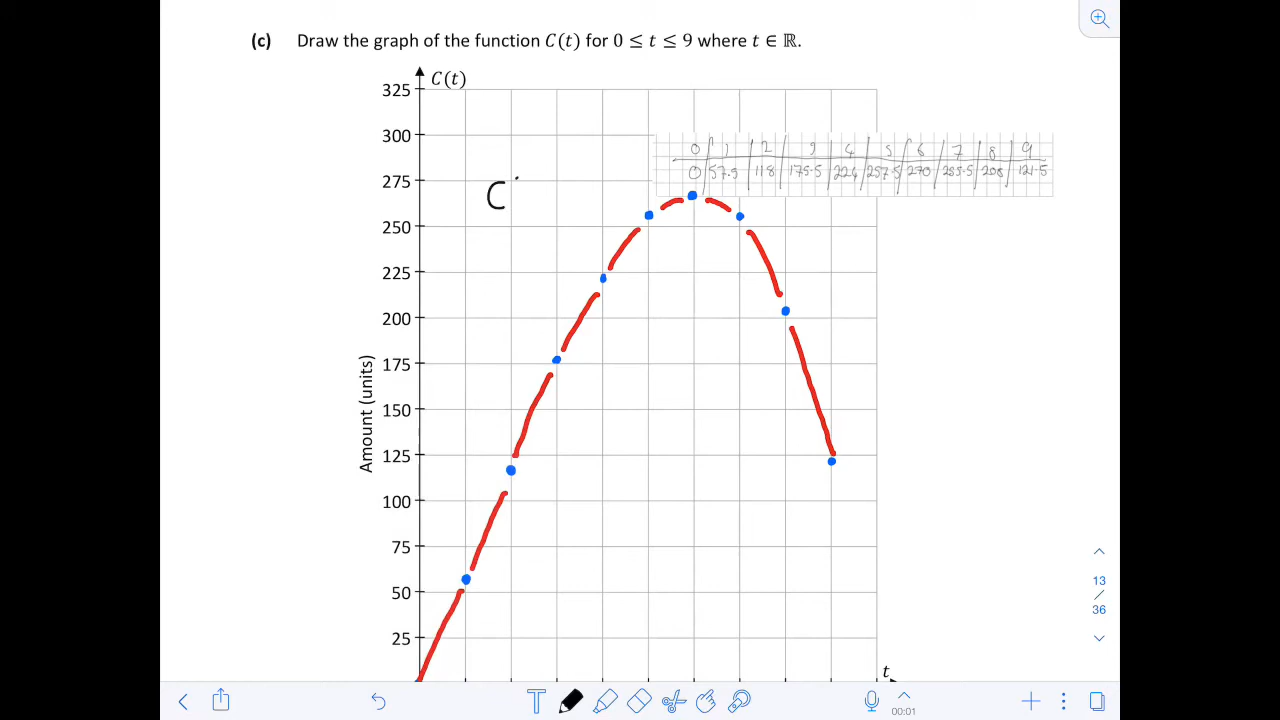 (c) Draw the graph of the function C(t) for 0 ≤ t ≤ 9 where t ∈ ℝ.
C(t)
325
300
0 1 2 3 4 5 6 7 8 9
0 57.5 118 175.5 224 257.5 270 255.5 208 121.5
275
C'
250
225
200
175
Amount (units)
150
125
100
75
50
25
t
13
/
36
T
00:01